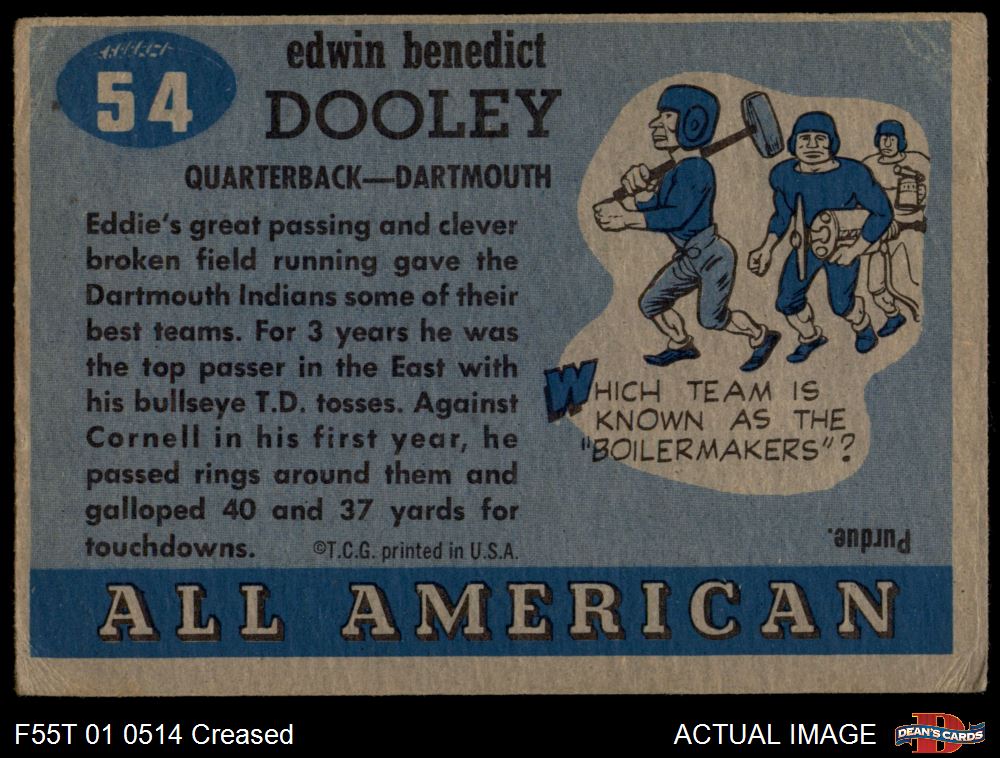 54
edwin benedict
DOOLEY
QUARTERBACK—DARTMOUTH
Eddie's great passing and clever
broken field running gave the
Dartmouth Indians some of their
best teams. For 3 years he was
the top passer in the East with
his bullseye T.D. tosses. Against
Cornell in his first year, he
passed rings around them and
galloped 40 and 37 yards for
touchdowns.
©T.C.G. printed in U.S.A.
WHICH TEAM IS
KNOWN AS THE
"BOILERMAKERS"?
Purdue.
ALL AMERICAN
F55T 01 0514 Creased
ACTUAL IMAGE
D
DEAN'S CARDS